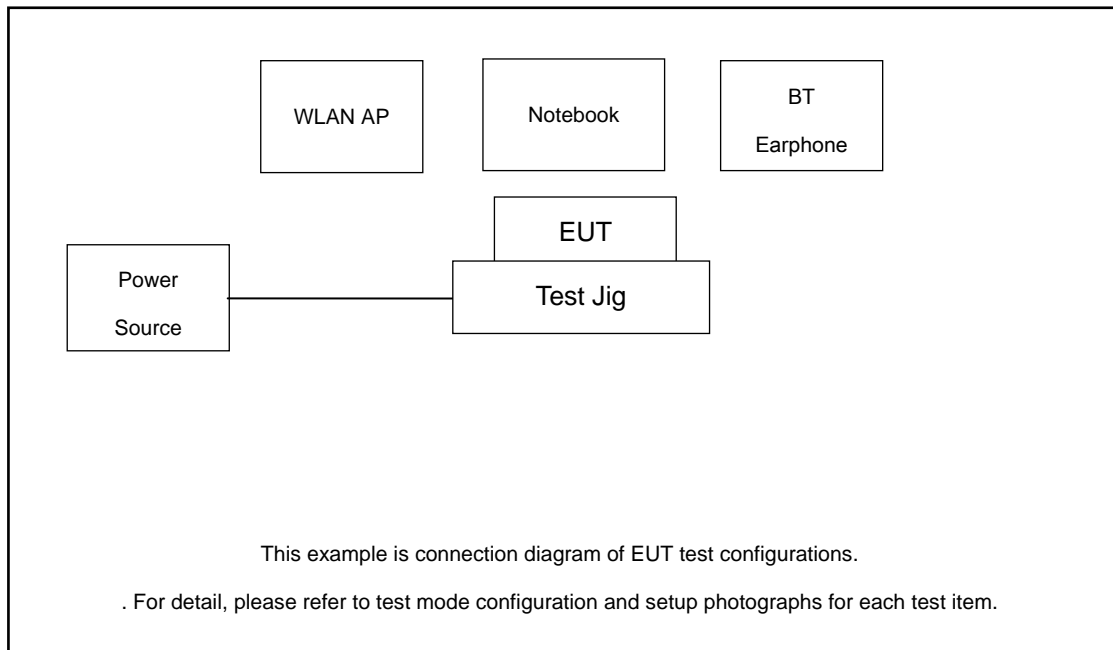 WLAN AP
Notebook
BT
Earphone
EUT
Test Jig
Power
Source
This example is connection diagram of EUT test configurations.
. For detail, please refer to test mode configuration and setup photographs for each test item.